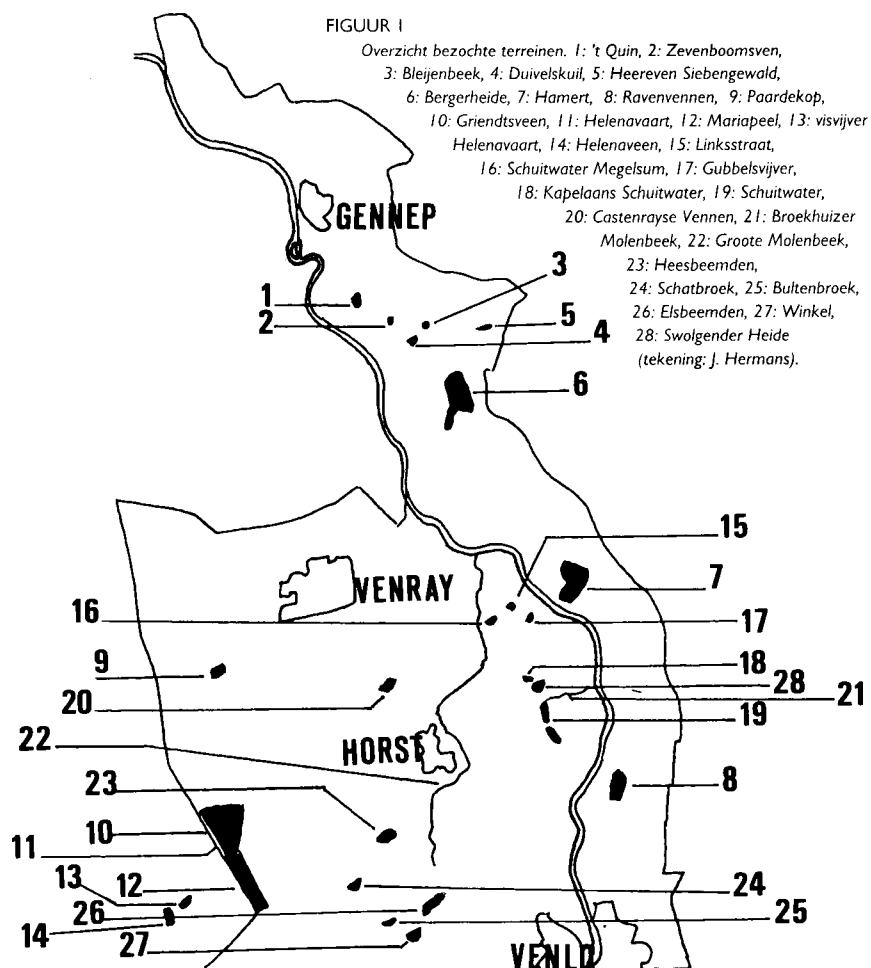 FIGUUR I
Overzicht bezochte terreinen. 1: 't Quin, 2: Zevenboomsven,
3: Bleijenbeek, 4: Duivelskuil, 5: Heereven Siebengewald,
6: Bergerheide, 7: Hamert, 8: Ravenvennen, 9: Paardekop,
10: Griendtsveen, 11: Helenavaart, 12: Mariapeel, 13: visvijver
Helenavaart, 14: Helenaveen, 15: Linksstraat,
16: Schuitwater Megelsum, 17: Gubbelsvijver,
18: Kapelaans Schuitwater, 19: Schuitwater,
20: Castenrayse Vennen, 21: Broekhuizer
Molenbeek, 22: Groote Molenbeek,
23: Heesbeemden,
24: Schatbroek, 25: Bultenbroek,
26: Elsbeemden, 27: Winkel,
28: Swolgender Heide
(tekening: J. Hermans).
GENNEP
3
1
2
5
4
6
15
7
VENRAY
16
17
9
18
28
20
21
19
22
HORST
8
23
10
11
13
12
24
26
25
14
27
VENLO